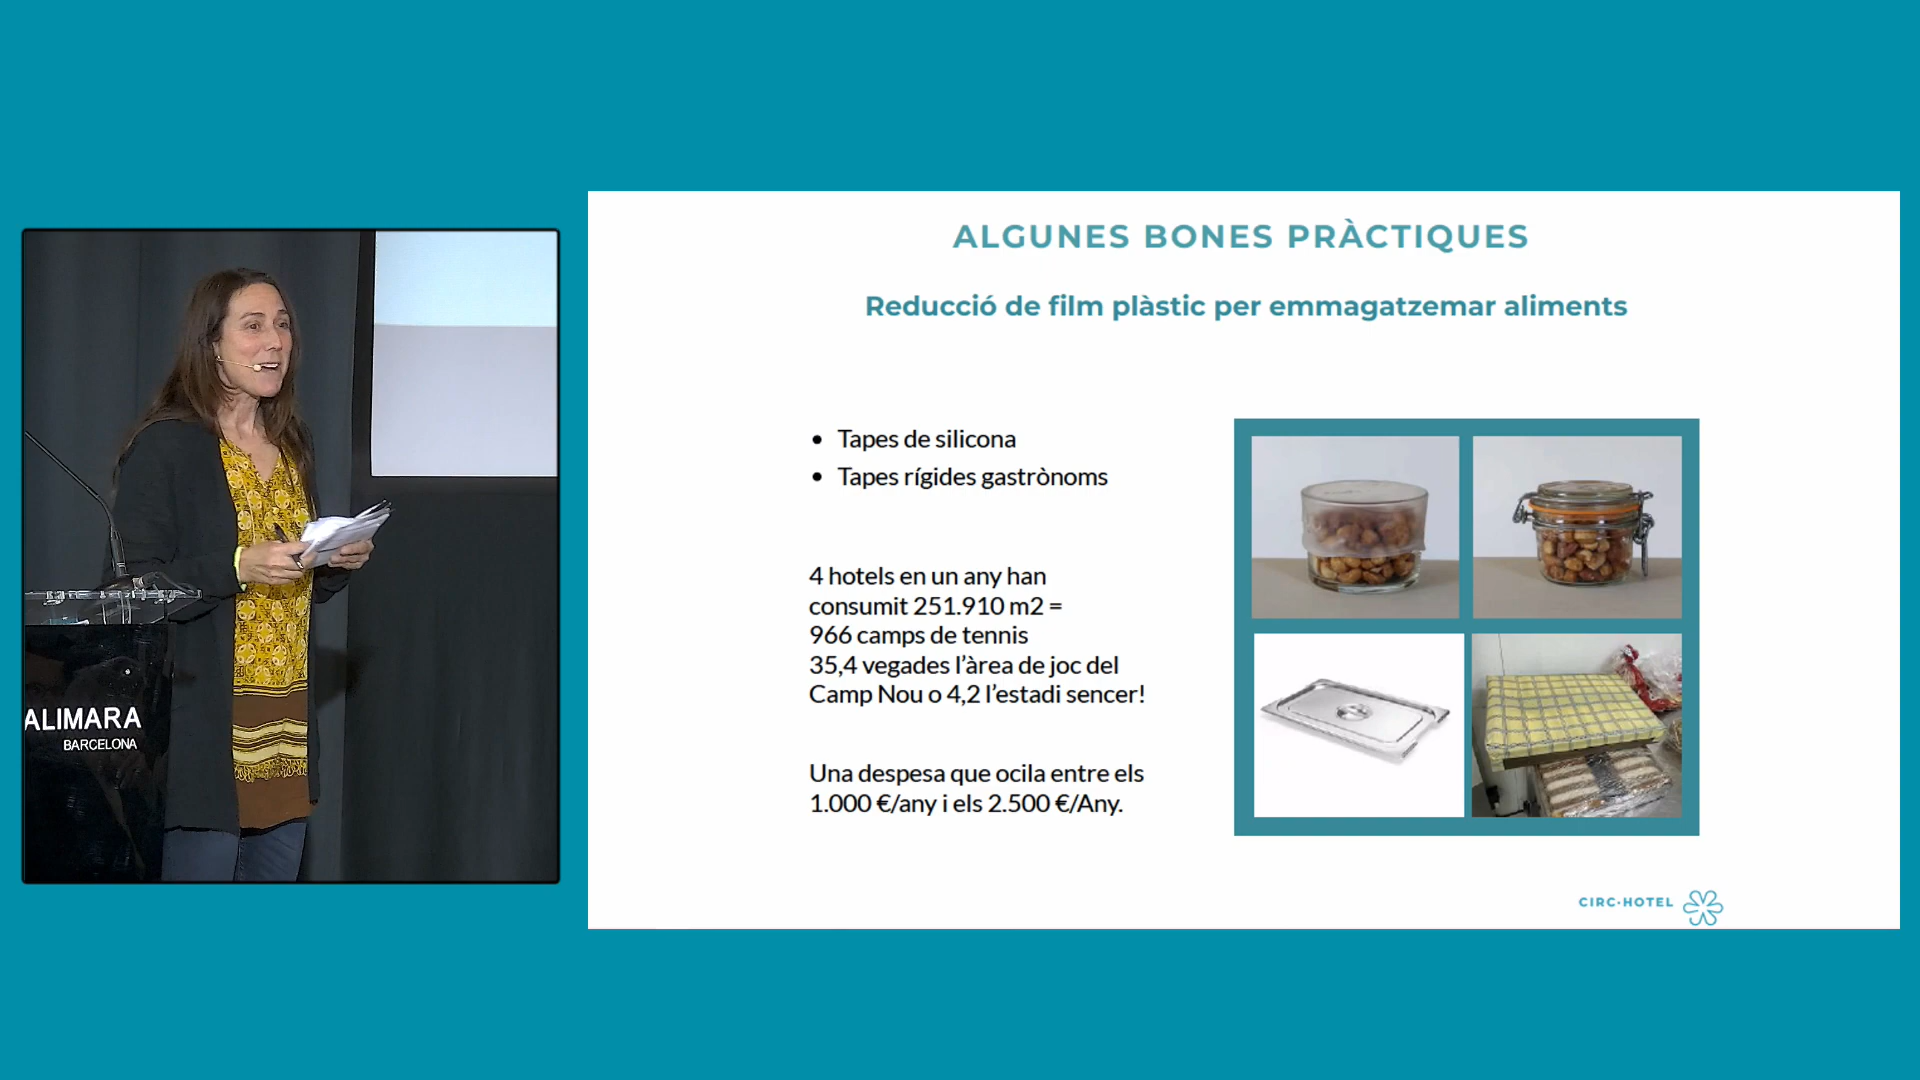 ALGUNES BONES PRÀCTIQUES
Reducció de film plàstic per emmagatzemar aliments
• Tapes de silicona
• Tapes rígides gastrònoms
4 hotels en un any han
consumit 251.910 m2 =
966 camps de tennis
35,4 vegades l’àrea de joc del
Camp Nou o 4,2 l’estadi sencer!
Una despesa que ocila entre els
1.000 €/any i els 2.500 €/Any.
CIRC·HOTEL
ALIMARA
BARCELONA